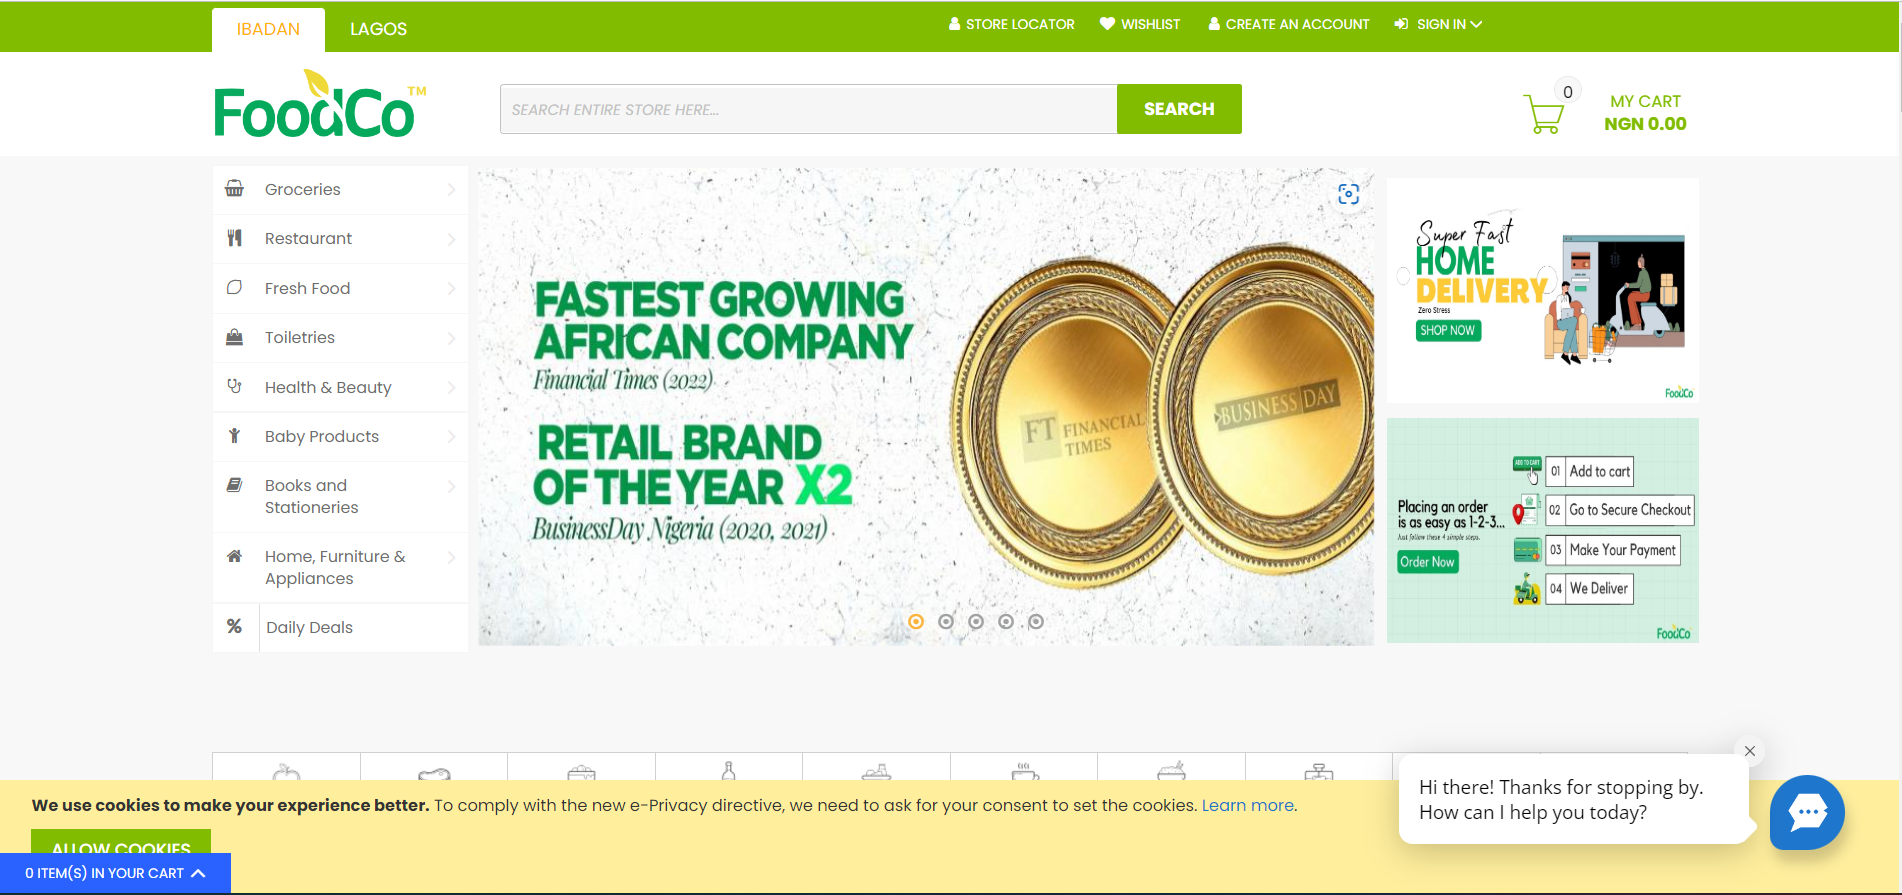 IBADAN
LAGOS
STORE LOCATOR
WISHLIST
CREATE AN ACCOUNT
SIGN IN
FoodCo™
SEARCH ENTIRE STORE HERE...
SEARCH
0
MY CART
NGN 0.00
Groceries
Restaurant
Fresh Food
Toiletries
Health & Beauty
Baby Products
Books and
Stationeries
Home, Furniture &
Appliances
Daily Deals
FASTEST GROWING
AFRICAN COMPANY
Financial Times (2022)
RETAIL BRAND
OF THE YEAR X2
BusinessDay Nigeria (2020, 2021)
FT FINANCIAL
TIMES
BUSINESS DAY
Super Fast
HOME
DELIVERY
Zero Stress
SHOP NOW
FoodCo
Placing an order
is as easy as 1-2-3...
Just follow these 4 simple steps.
Order Now
ADD TO CART
01 Add to cart
02 Go to Secure Checkout
03 Make Your Payment
04 We Deliver
FoodCo
We use cookies to make your experience better. To comply with the new e-Privacy directive, we need to ask for your consent to set the cookies. Learn more.
ALLOW COOKIES
0 ITEM(S) IN YOUR CART
Hi there! Thanks for stopping by.
How can I help you today?